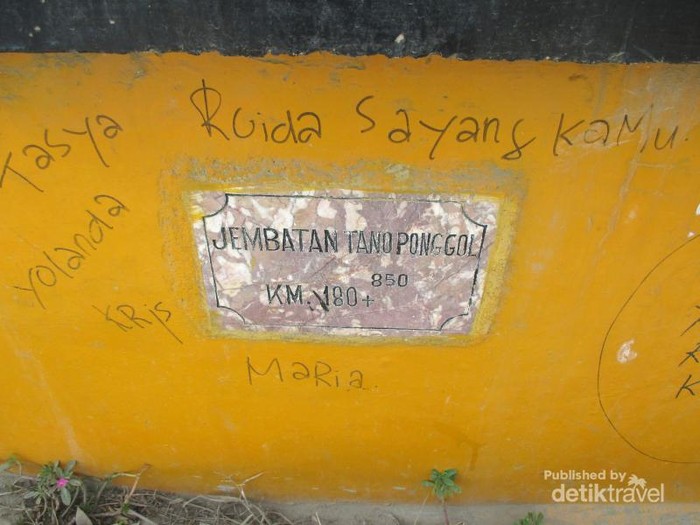 Ruida Sayang kamu.
Tasya
Yolanda
KRis
JEMBATAN TANO PONGGOL
KM. 180+ 850
MaRia.
R
K
Published by
detiktravel